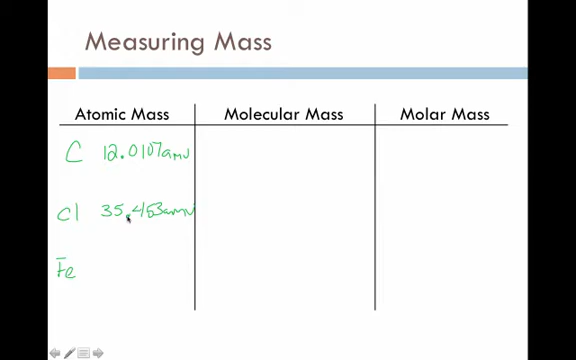 Measuring Mass
Atomic Mass Molecular Mass Molar Mass
C 12.0107amu
Cl 35.453amu
Fe